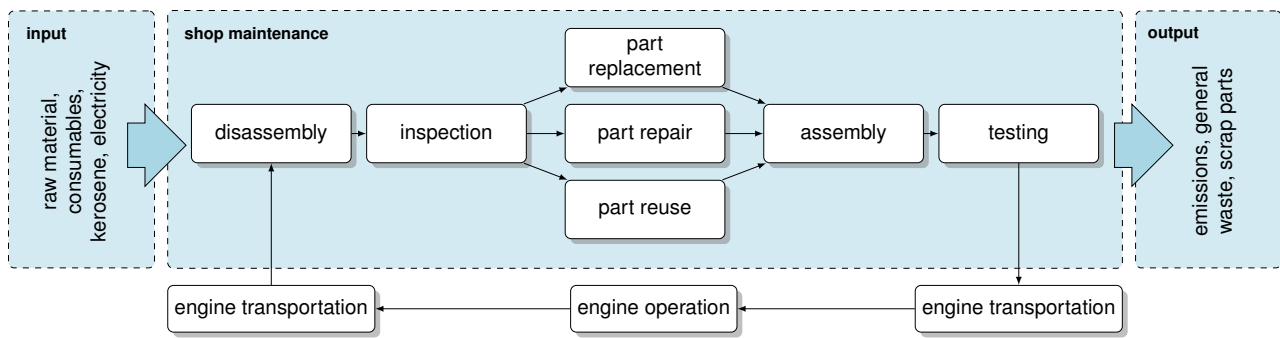 input
raw material,
consumables,
kerosene, electricity
shop maintenance
disassembly
inspection
part
replacement
part repair
part reuse
assembly
testing
output
emissions, general
waste, scrap parts
engine transportation
engine operation
engine transportation